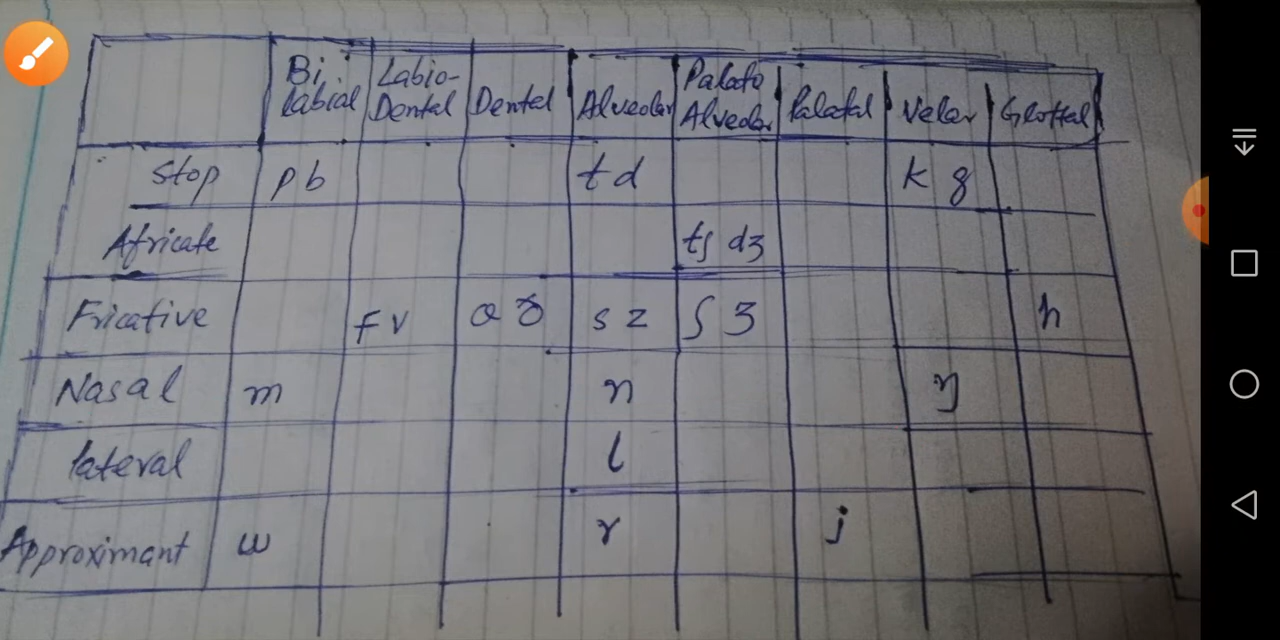 Bi labial Labio-Dental Dental Alveolar Palato Alveolar Palatal Velar Glottal
Stop p b t d k g
Africate tʃ dʒ
Fricative f v θ ð s z ʃ ʒ h
Nasal m n ŋ
lateral l
Approximant w r j